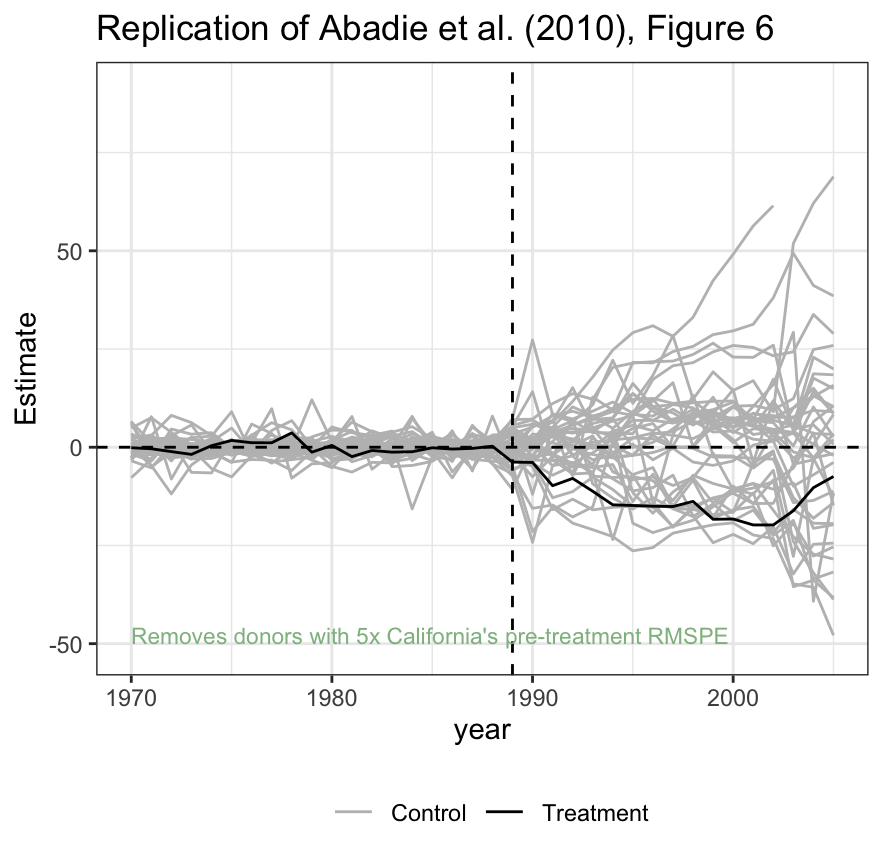 Replication of Abadie et al. (2010), Figure 6
Estimate
50
0
-50
Removes donors with 5x California's pre-treatment RMSPE
1970 1980 1990 2000
year
Control Treatment